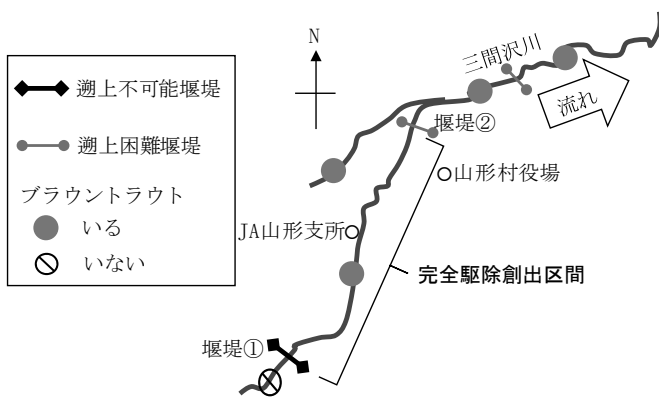 遡上不可能堰堤
遡上困難堰堤
ブラウントラウト
いる
いない
N
三間沢川
流れ
堰堤②
山形村役場
JA山形支所
完全駆除創出区間
堰堤①